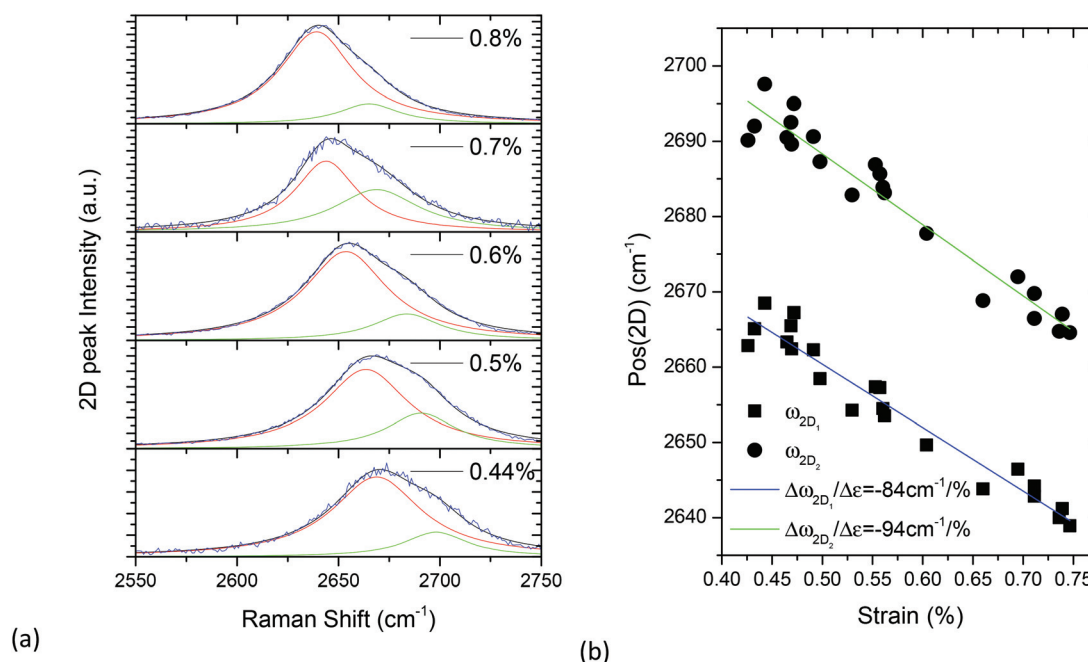 0.8%
0.7%
0.6%
0.5%
0.44%
2D peak Intensity (a.u.)
2550 2600 2650 2700 2750
Raman Shift (cm⁻¹)
(a)
2700
2690
2680
2670
2660
2650
2640
Pos(2D) (cm⁻¹)
ω2D₁
ω2D₂
Δω2D₁/Δε=-84cm⁻¹/%
Δω2D₂/Δε=-94cm⁻¹/%
0.40 0.45 0.50 0.55 0.60 0.65 0.70 0.75
Strain (%)
(b)